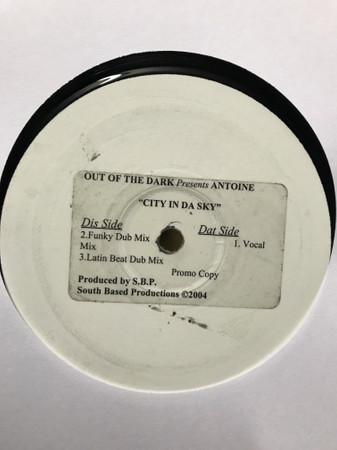 OUT OF THE DARK Presents ANTOINE
"CITY IN DA SKY"
Dis Side Dat Side
2.Funky Dub Mix 1. Vocal
Mix
3.Latin Beat Dub Mix
Promo Copy
Produced by S.B.P.
South Based Productions ©2004